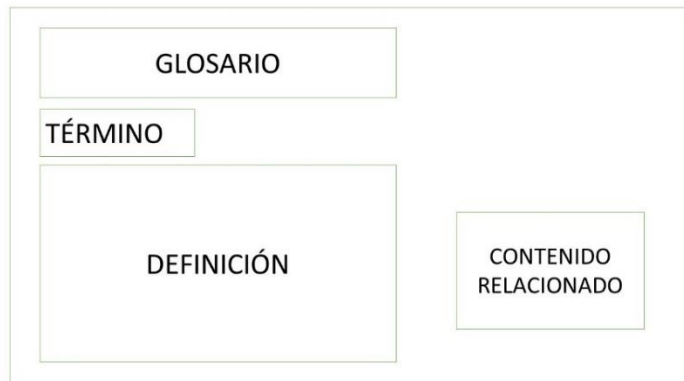 GLOSARIO
TÉRMINO
DEFINICIÓN
CONTENIDO
RELACIONADO